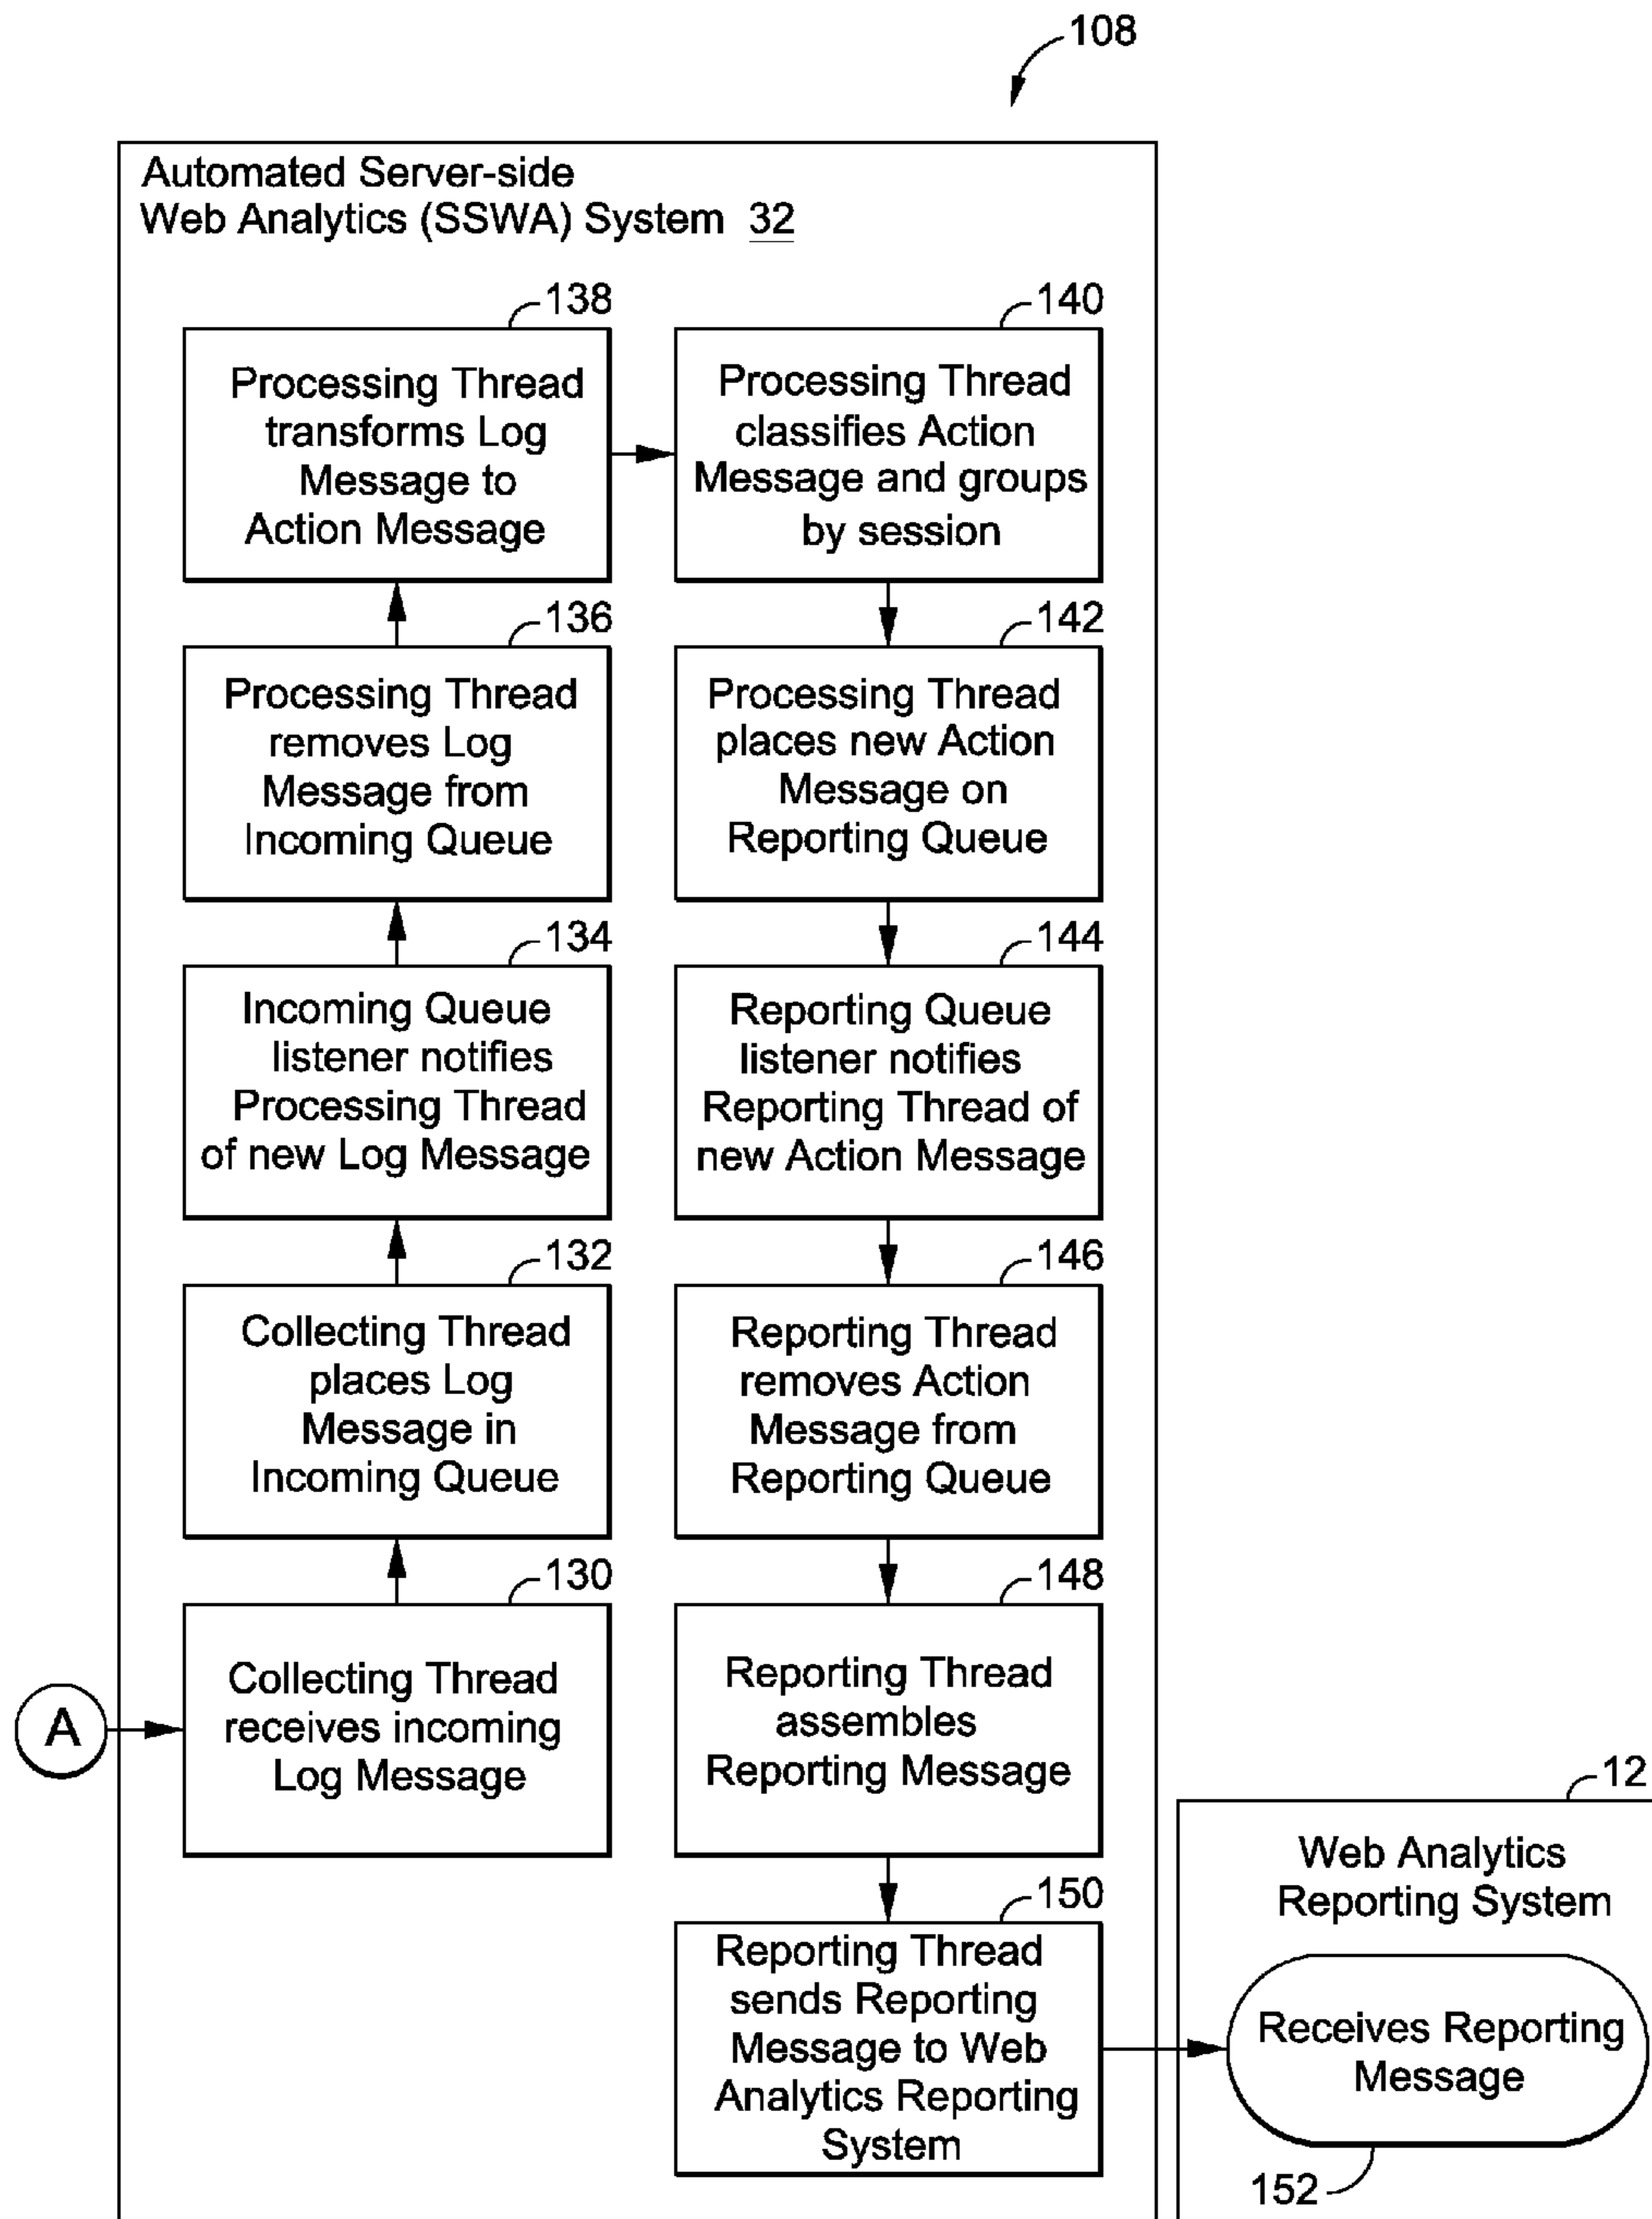 108
Automated Server-side
Web Analytics (SSWA) System 32
138
Processing Thread
transforms Log
Message to
Action Message
140
Processing Thread
classifies Action
Message and groups
by session
136
Processing Thread
removes Log
Message from
Incoming Queue
142
Processing Thread
places new Action
Message on
Reporting Queue
134
Incoming Queue
listener notifies
Processing Thread
of new Log Message
144
Reporting Queue
listener notifies
Reporting Thread of
new Action Message
132
Collecting Thread
places Log
Message in
Incoming Queue
146
Reporting Thread
removes Action
Message from
Reporting Queue
130
Collecting Thread
receives incoming
Log Message
A
148
Reporting Thread
assembles
Reporting Message
150
Reporting Thread
sends Reporting
Message to Web
Analytics Reporting
System
12
Web Analytics
Reporting System
Receives Reporting
Message
152